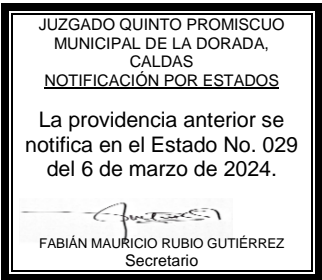 JUZGADO QUINTO PROMISCUO
MUNICIPAL DE LA DORADA,
CALDAS
NOTIFICACIÓN POR ESTADOS
La providencia anterior se
notifica en el Estado No. 029
del 6 de marzo de 2024.
FABIÁN MAURICIO RUBIO GUTIÉRREZ
Secretario